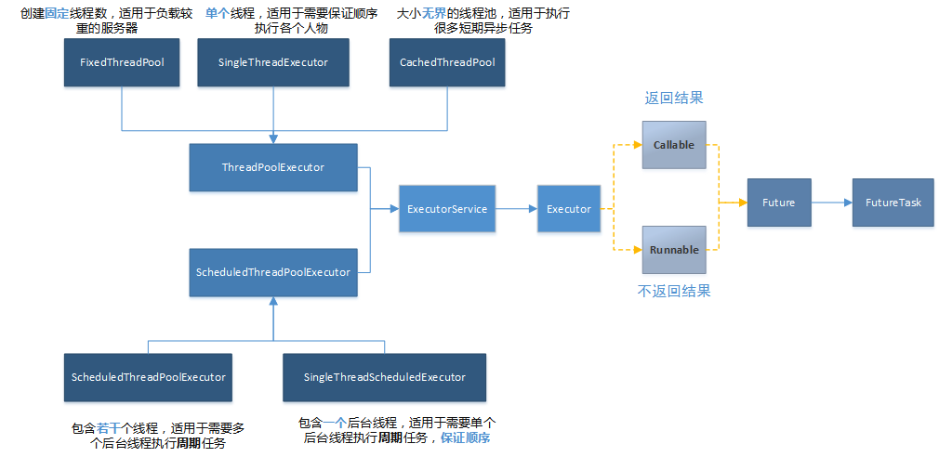 创建固定线程数，适用于负载较
重的服务器
单个线程，适用于需要保证顺序
执行各个人物
大小无界的线程池，适用于执行
很多短期异步任务
FixedThreadPool
SingleThreadExecutor
CachedThreadPool
返回结果
Callable
ThreadPoolExecutor
ExecutorService
Executor
Future
FutureTask
Runnable
ScheduledThreadPoolExecutor
不返回结果
ScheduledThreadPoolExecutor
SingleThreadScheduledExecutor
包含若干个线程，适用于需要多
个后台线程执行周期任务
包含一个后台线程，适用于需要单个
后台线程执行周期任务，保证顺序